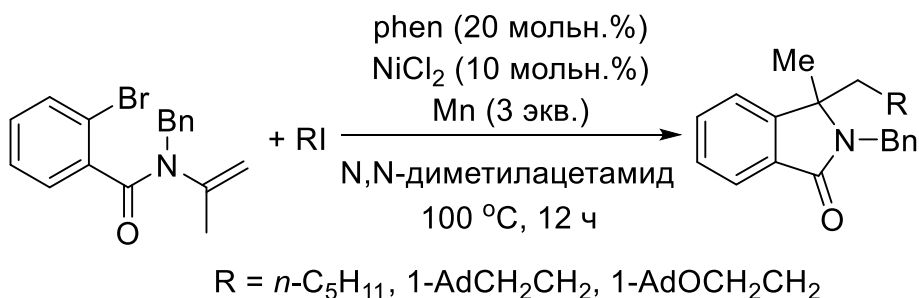 phen (20 мольн.%)
NiCl2 (10 мольн.%)
Mn (3 экв.)
N,N-диметилацетамид
100 °C, 12 ч
Br
Bn
N
O
+ RI
Me
R
N
Bn
O
R = n-C5H11, 1-AdCH2CH2, 1-AdOCH2CH2